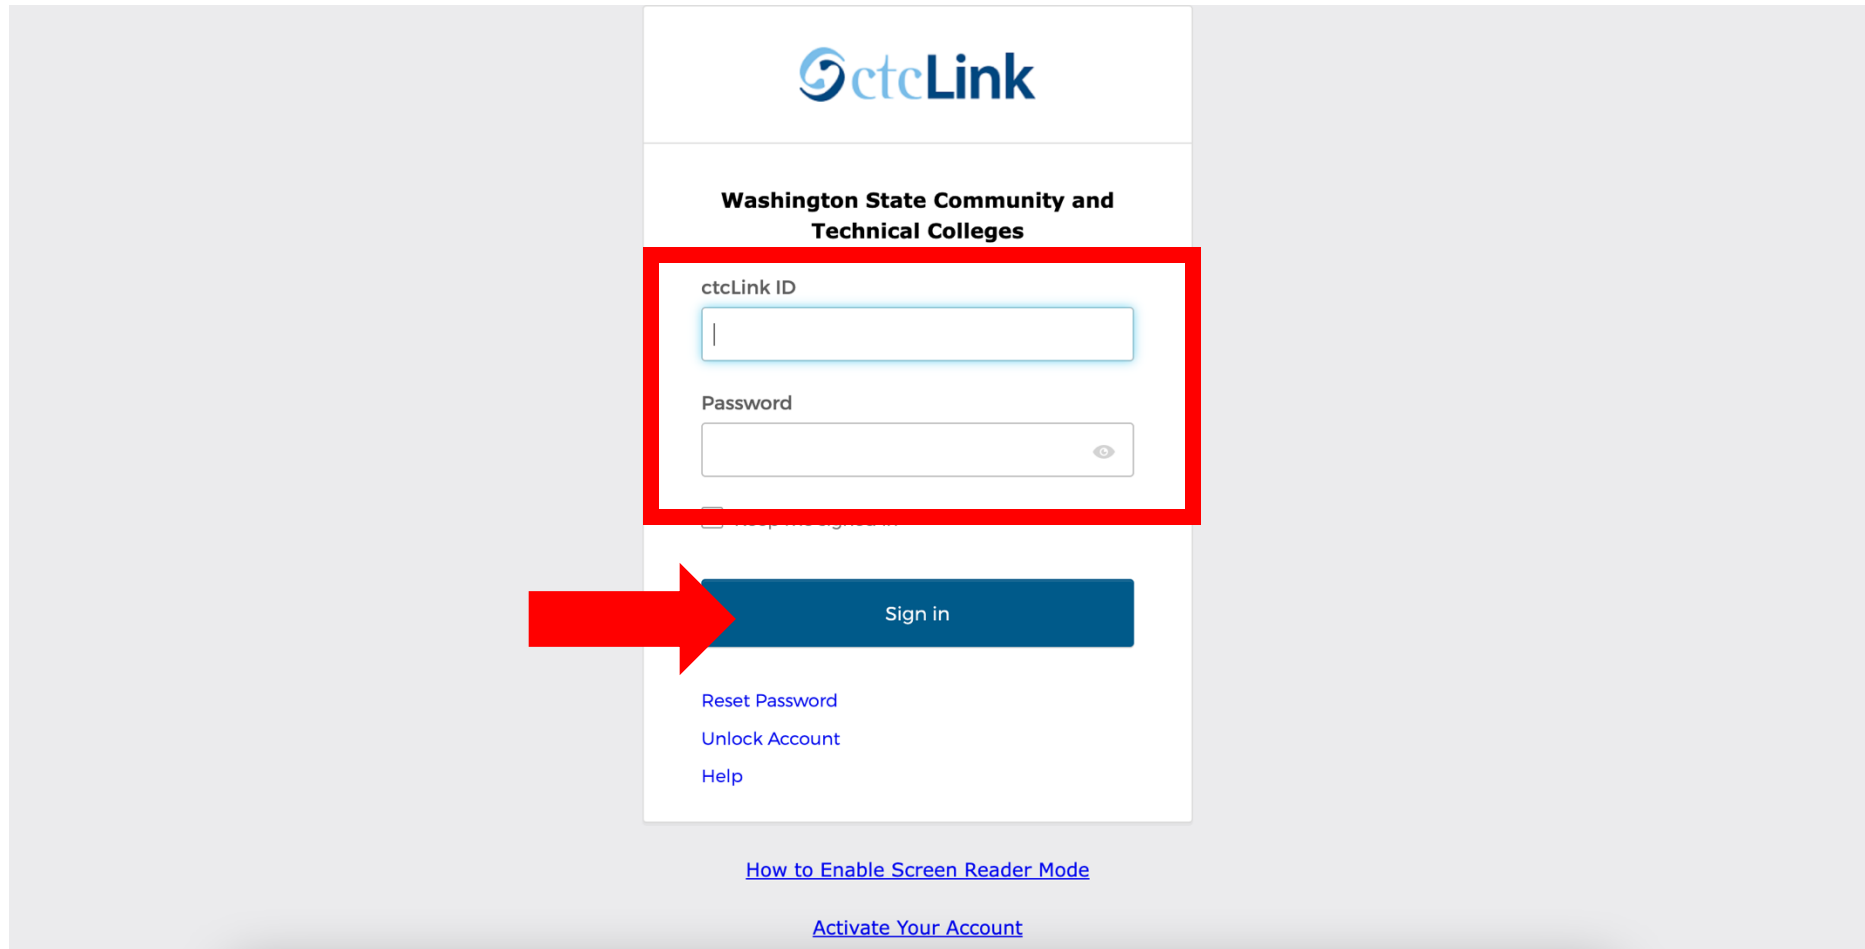 ctcLink
Washington State Community and
Technical Colleges
ctcLink ID
Password
Sign in
Reset Password
Unlock Account
Help
How to Enable Screen Reader Mode
Activate Your Account